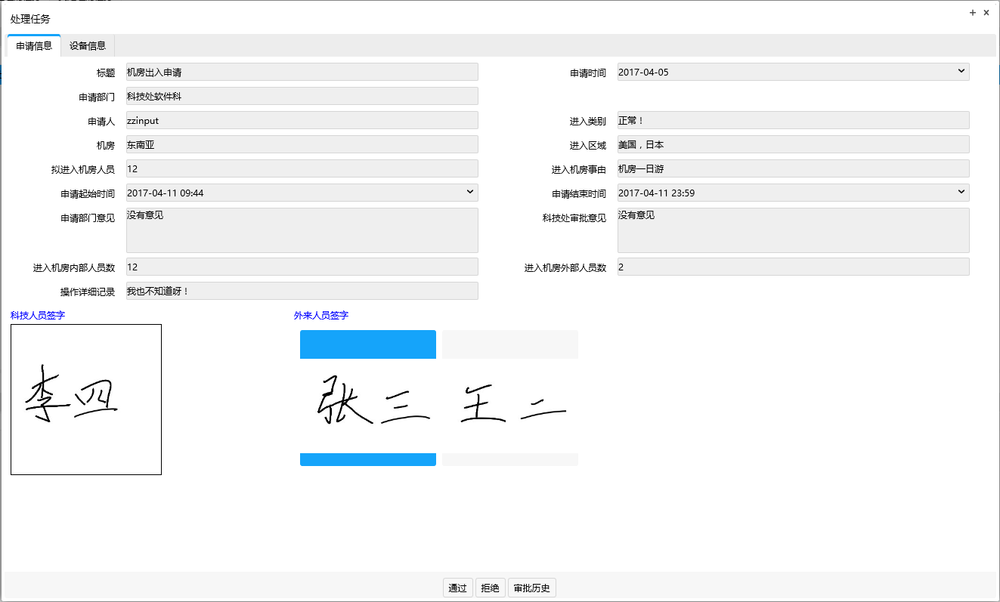 处理任务
申请信息 设备信息
标题 机房出入申请 申请时间 2017-04-05
申请部门 科技处软件科
申请人 zzinput 进入类别 正常！
机房 东南亚 进入区域 美国，日本
拟进入机房人员 12 进入机房事由 机房一日游
申请起始时间 2017-04-11 09:44 申请结束时间 2017-04-11 23:59
申请部门意见 没有意见 科技处审批意见 没有意见
进入机房内部人员数 12 进入机房外部人员数 2
操作详细记录 我也不知道呀！
科技人员签字 外来人员签字
李四 张三 王二
通过 拒绝 审批历史